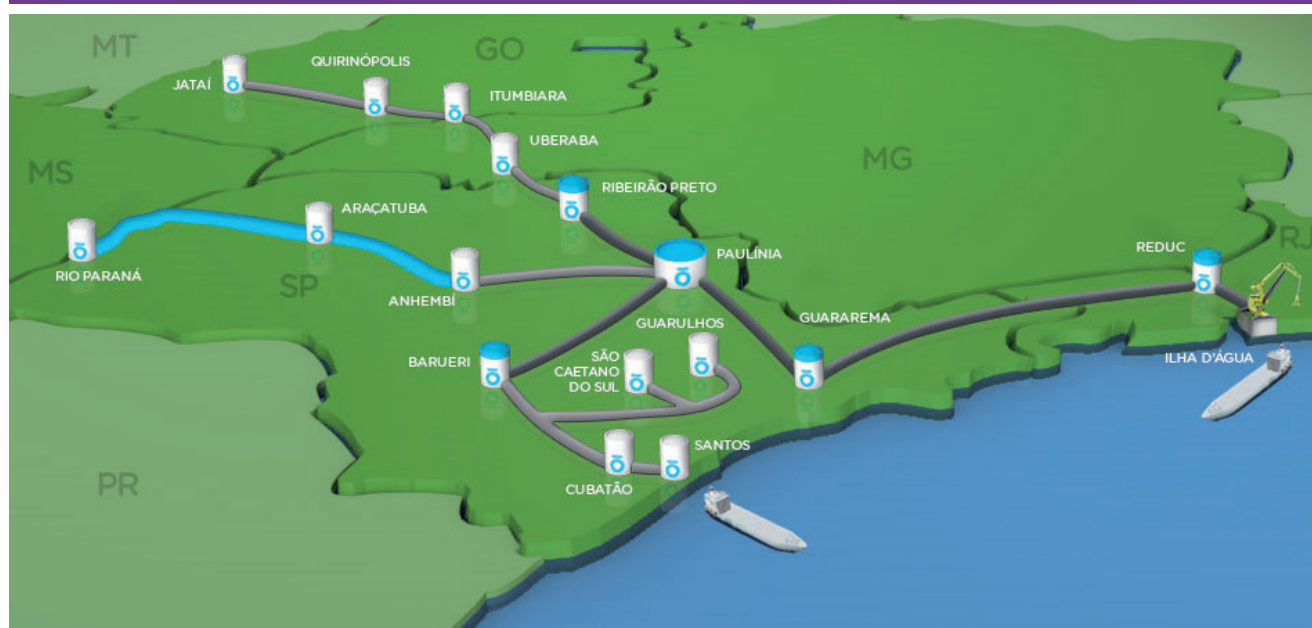 MT
GO
QUIRINÓPOLIS
JATAÍ
ITUMBIARA
UBERABA
MG
MS
RIBEIRÃO PRETO
ARAÇATUBA
RIO PARANÁ
SP
ANHEMBÍ
PAULÍNIA
REDUC
RJ
GUARULHOS
GUARAREMA
BARUERI
SÃO
CAETANO
DO SUL
ILHA D'ÁGUA
SANTOS
CUBATÃO
PR